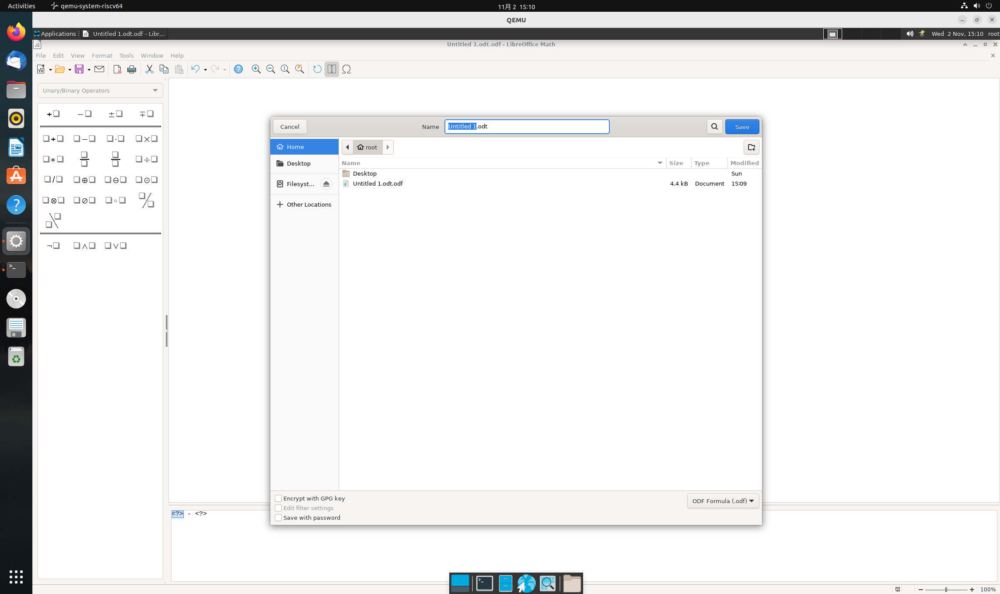 Activities qemu-system-riscv64 11月 2 15:10
QEMU
Applications Untitled 1.odt.odf - Libr... Wed 2 Nov, 15:10 root
Untitled 1.odt.odf - LibreOffice Math
File Edit View Format Tools Window Help
Unary/Binary Operators
Cancel Name Untitled 1.odt Save
Home root
Desktop
Name Size Type Modified
Desktop Sun
Filesyst... Untitled 1.odt.odf 4.4 kB Document 15:09
Other Locations
Encrypt with GPG key
Edit filter settings
Save with password
ODF Formula (.odf)
<?> - <?>
100%